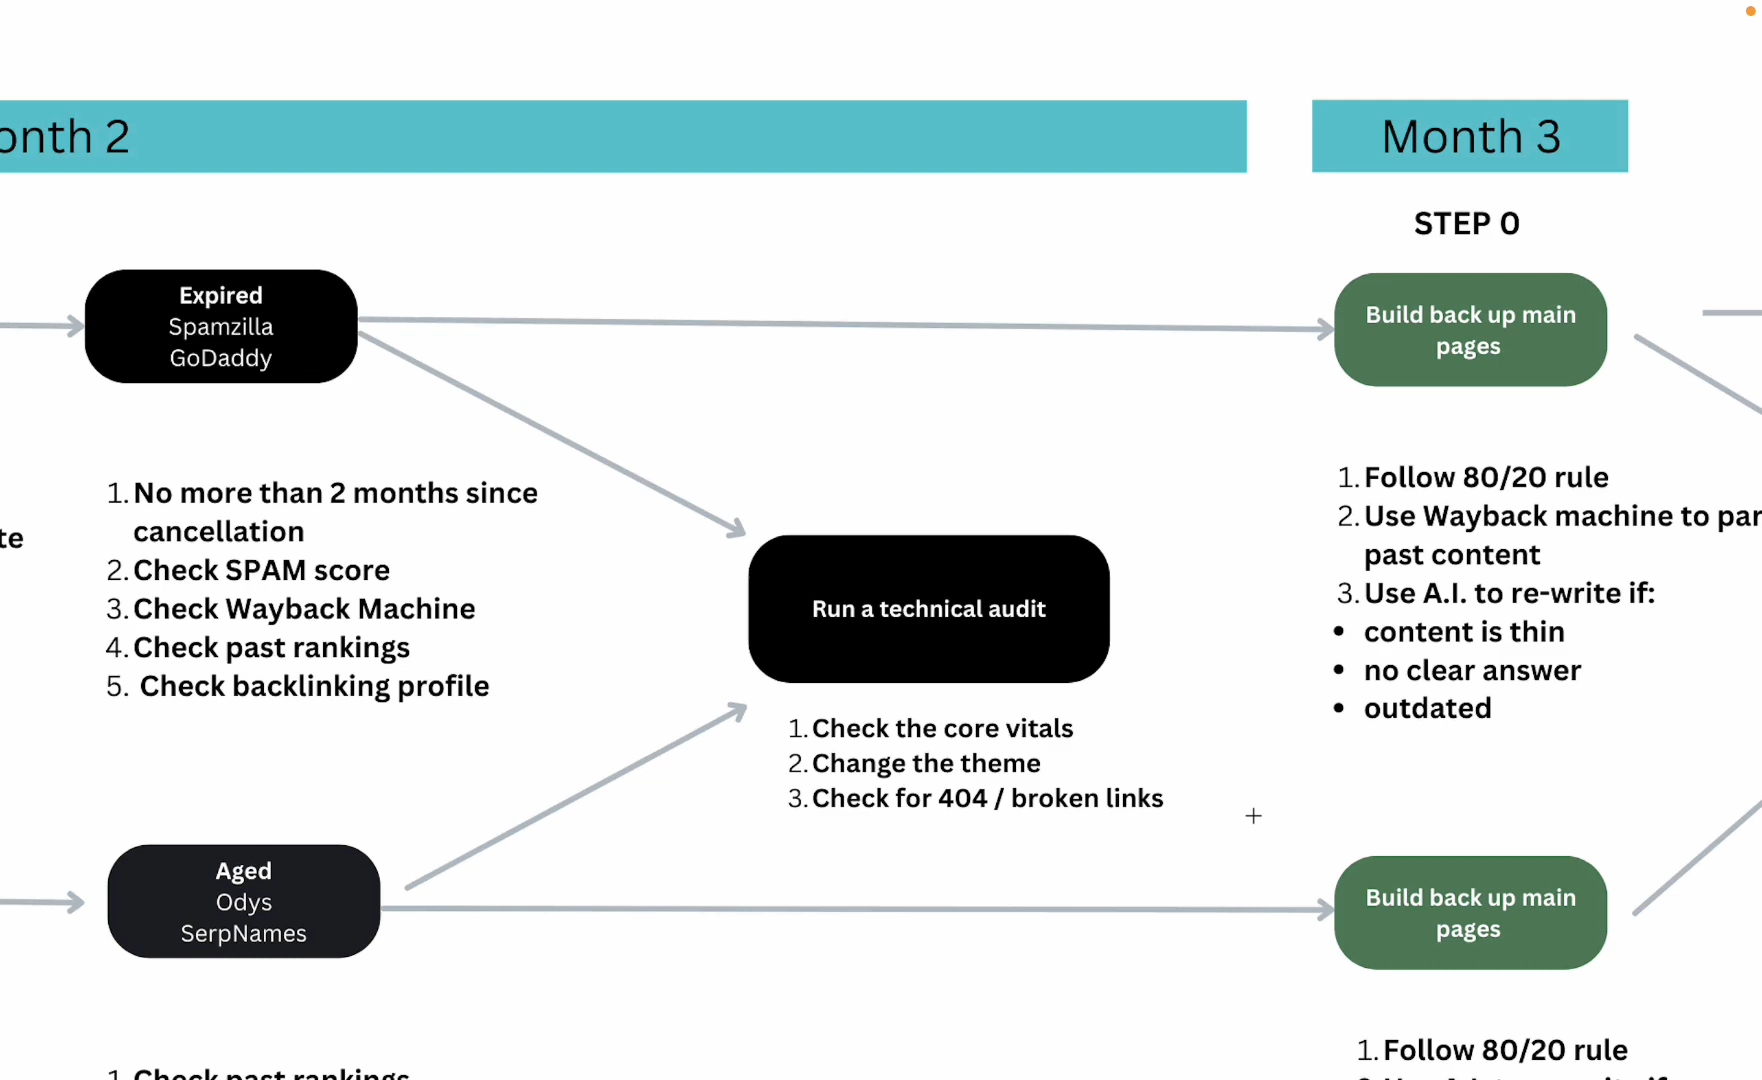 onth 2
Month 3
STEP 0
Expired
Spamzilla
GoDaddy
Build back up main
pages
1. No more than 2 months since
cancellation
2. Check SPAM score
3. Check Wayback Machine
4. Check past rankings
5. Check backlinking profile
te
Run a technical audit
1. Check the core vitals
2. Change the theme
3. Check for 404 / broken links
1. Follow 80/20 rule
2. Use Wayback machine to par
past content
3. Use A.I. to re-write if:
• content is thin
• no clear answer
• outdated
Aged
Odys
SerpNames
Build back up main
pages
1. Check past rankings
1. Follow 80/20 rule